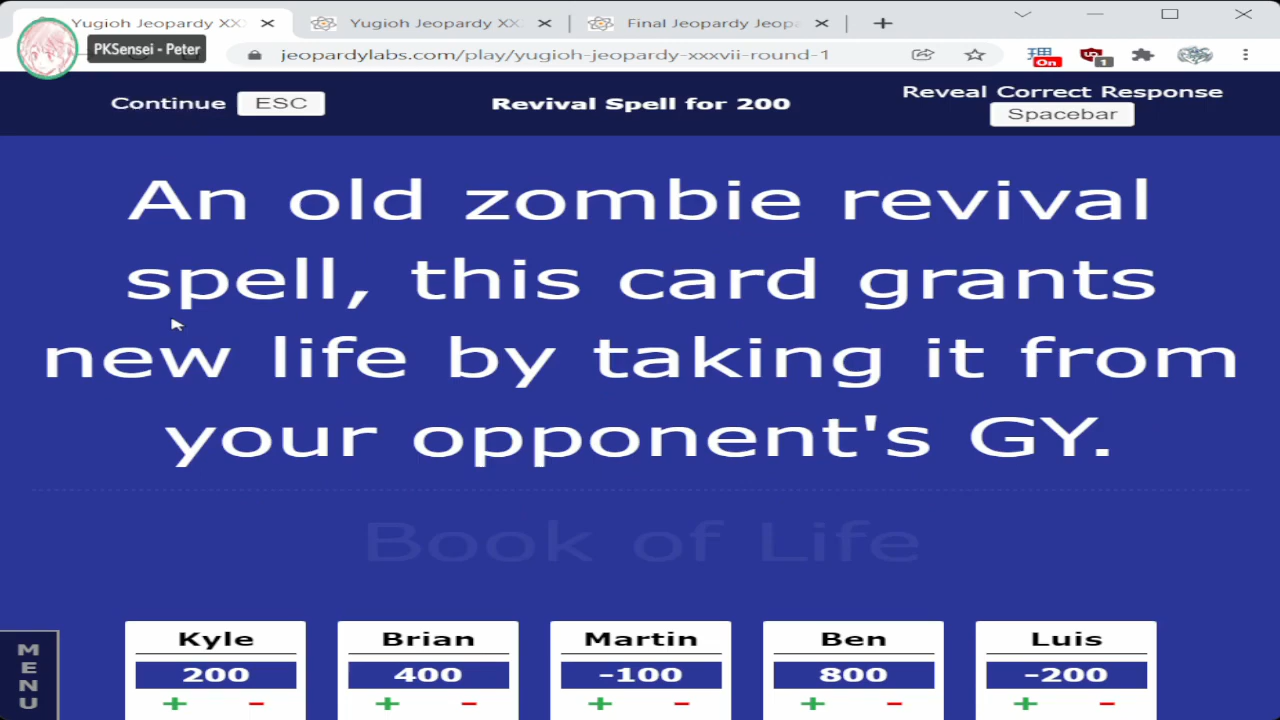 Yugioh Jeopardy XX
Yugioh Jeopardy XX
Final Jeopardy Jeop
PKSensei - Peter
jeopardylabs.com/play/yugioh-jeopardy-xxxvii-round-1
On
1
Continue ESC
Revival Spell for 200
Reveal Correct Response
Spacebar
An old zombie revival
spell, this card grants
new life by taking it from
your opponent's GY.
Book of Life
MENU
Kyle Brian Martin Ben Luis
200 400 -100 800 -200
+ - + - + - + - + -